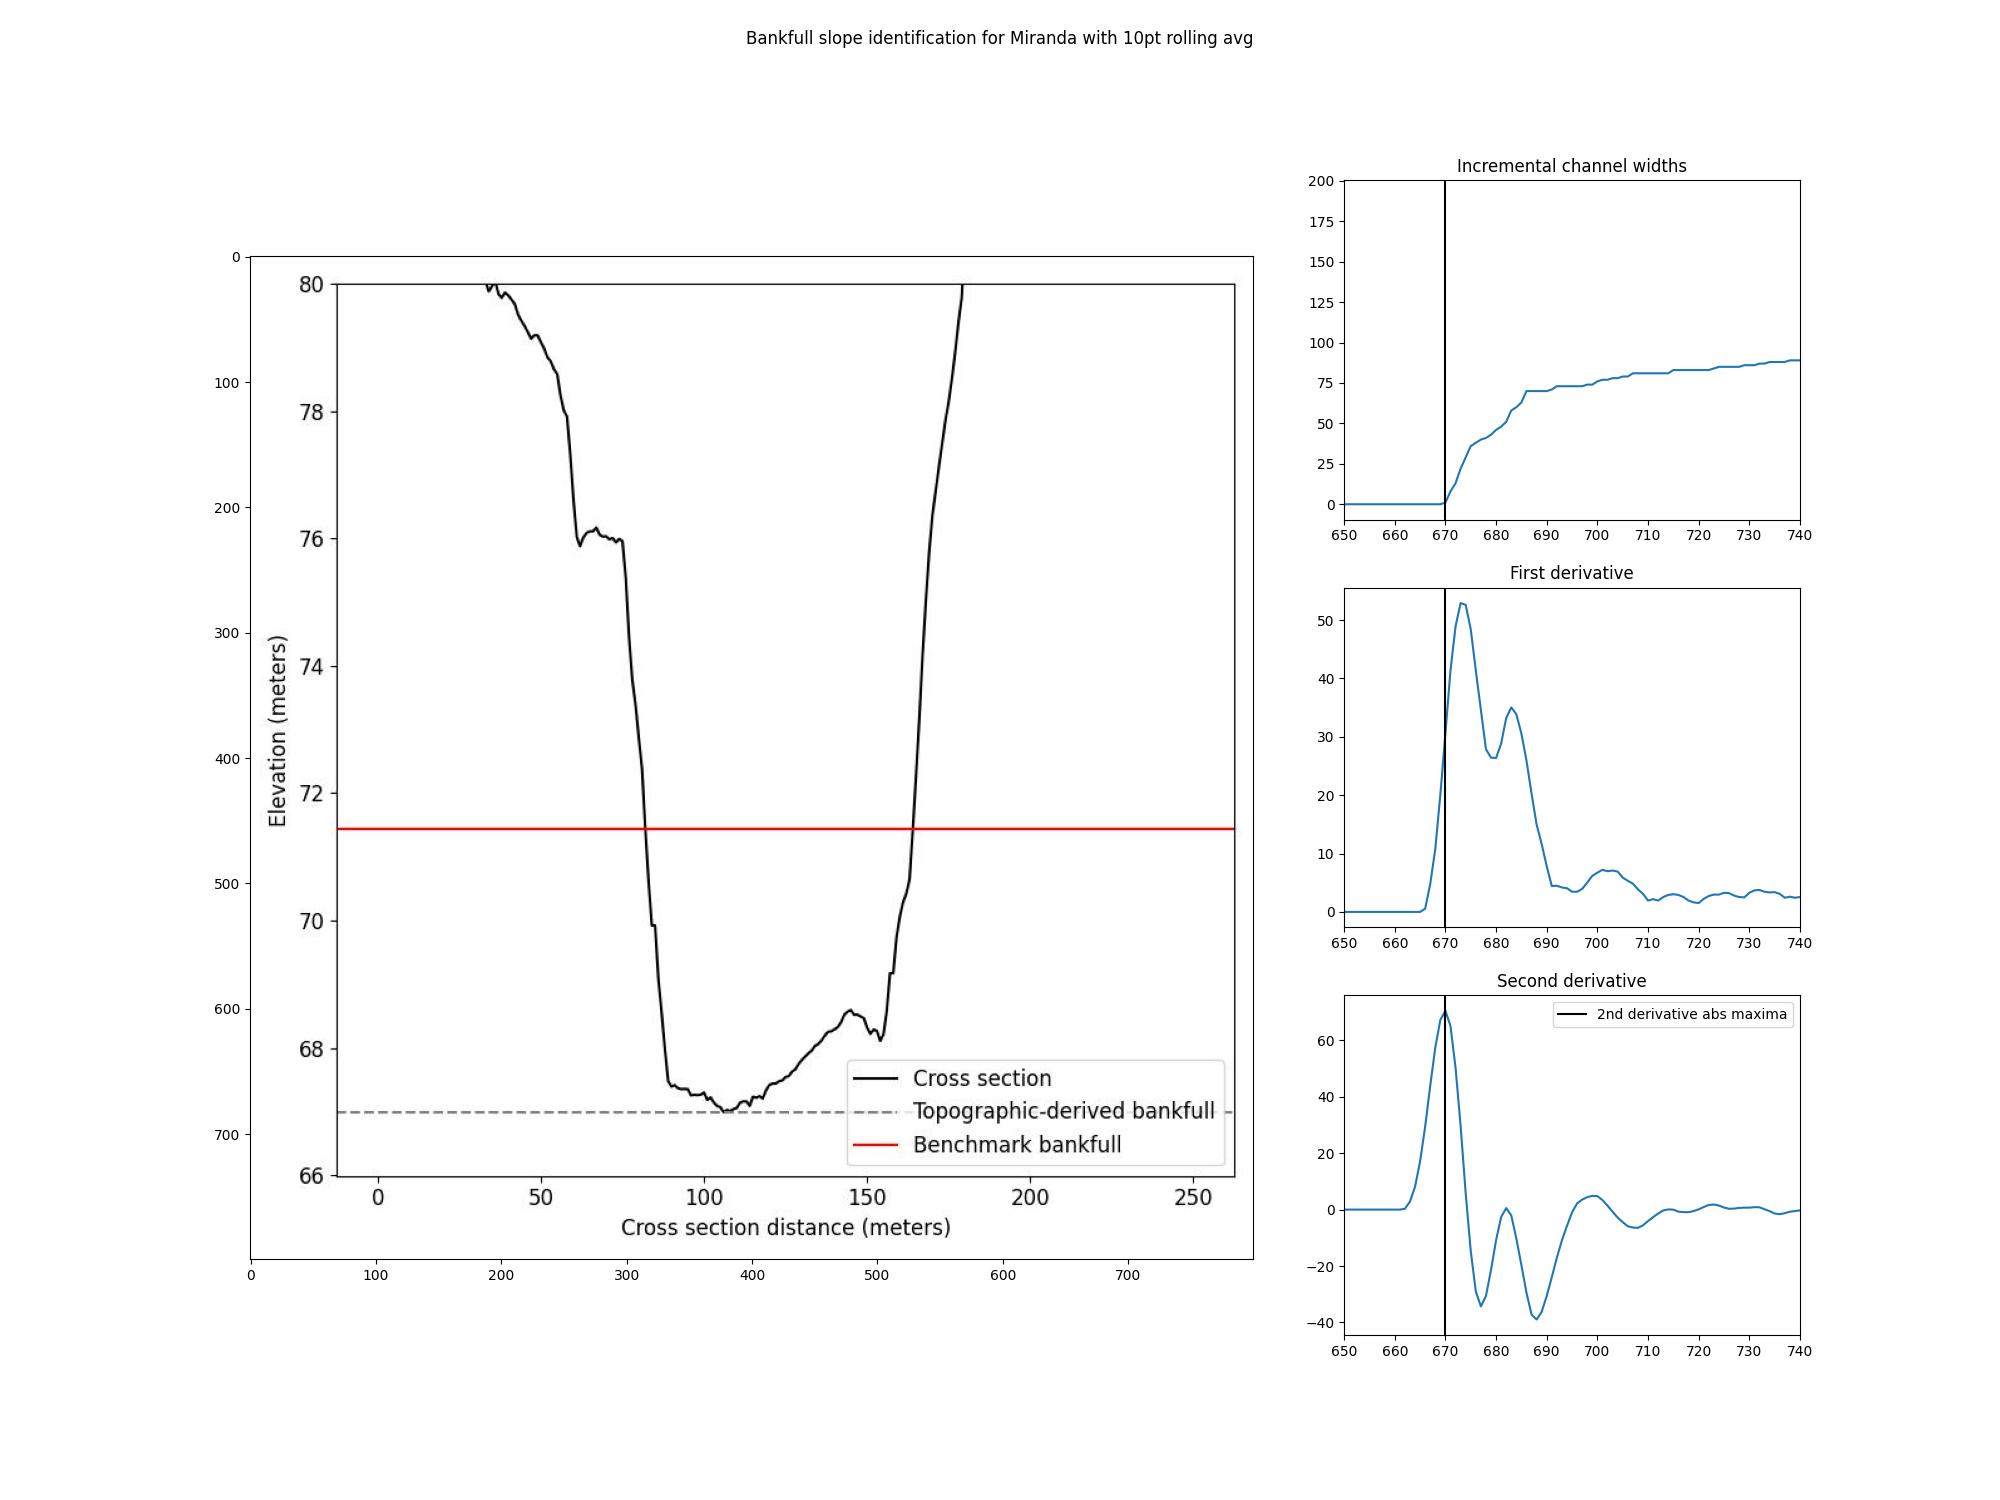 Bankfull slope identification for Miranda with 10pt rolling avg
0
100
200
300
400
500
600
700
0 100 200 300 400 500 600 700
80
78
76
74
72
70
68
66
Elevation (meters)
Cross section
Topographic-derived bankfull
Benchmark bankfull
0 50 100 150 200 250
Cross section distance (meters)
Incremental channel widths
200
175
150
125
100
75
50
25
0
650 660 670 680 690 700 710 720 730 740
First derivative
50
40
30
20
10
0
650 660 670 680 690 700 710 720 730 740
Second derivative
2nd derivative abs maxima
60
40
20
0
−20
−40
650 660 670 680 690 700 710 720 730 740